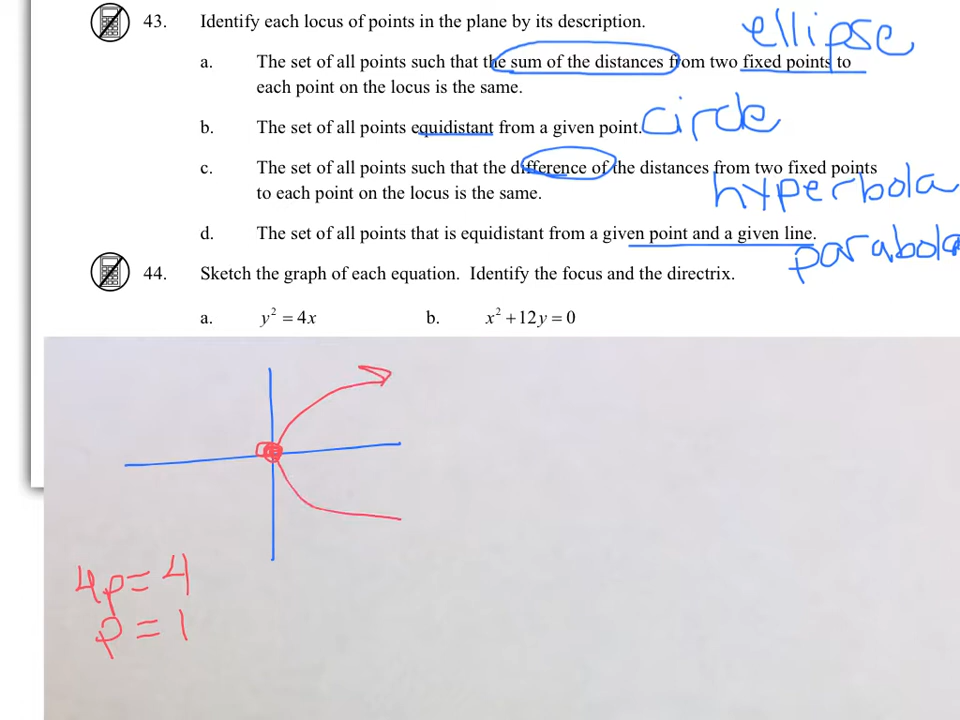 43. Identify each locus of points in the plane by its description.
ellipse
a. The set of all points such that the sum of the distances from two fixed points to
each point on the locus is the same.
b. The set of all points equidistant from a given point. circle
c. The set of all points such that the difference of the distances from two fixed points
to each point on the locus is the same. hyperbola
d. The set of all points that is equidistant from a given point and a given line.
parabola
44. Sketch the graph of each equation. Identify the focus and the directrix.
a. y² = 4x b. x² + 12y = 0
4p = 4
p = 1